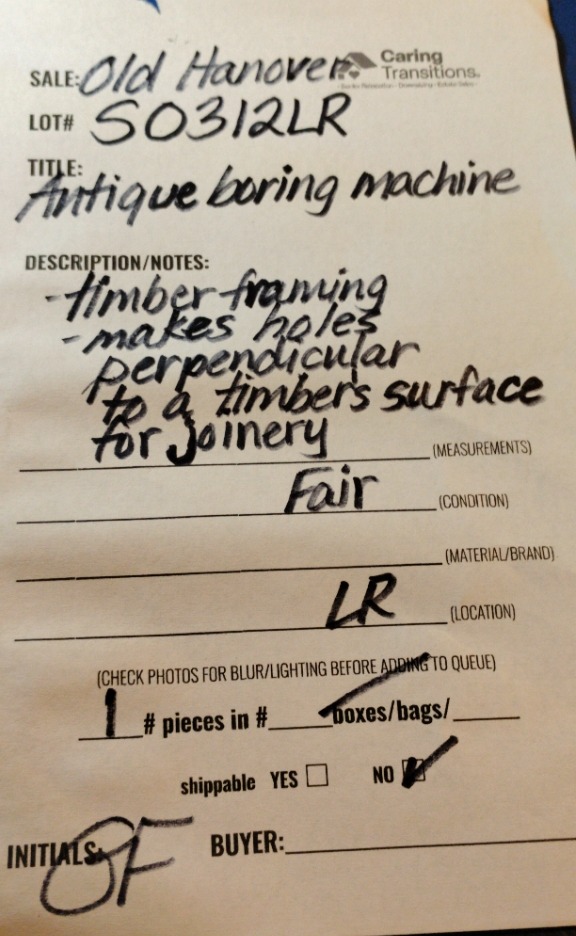 SALE: Old Hanover
Caring
Transitions.
LOT# SO312LR
TITLE:
Antique boring machine
DESCRIPTION/NOTES:
-timber framing
-makes holes
perpendicular
to a timbers surface
for joinery
(MEASUREMENTS)
Fair (CONDITION)
(MATERIAL/BRAND)
LR (LOCATION)
(CHECK PHOTOS FOR BLUR/LIGHTING BEFORE ADDING TO QUEUE)
1 # pieces in # boxes/bags/
shippable YES NO
INITIALS: BUYER: